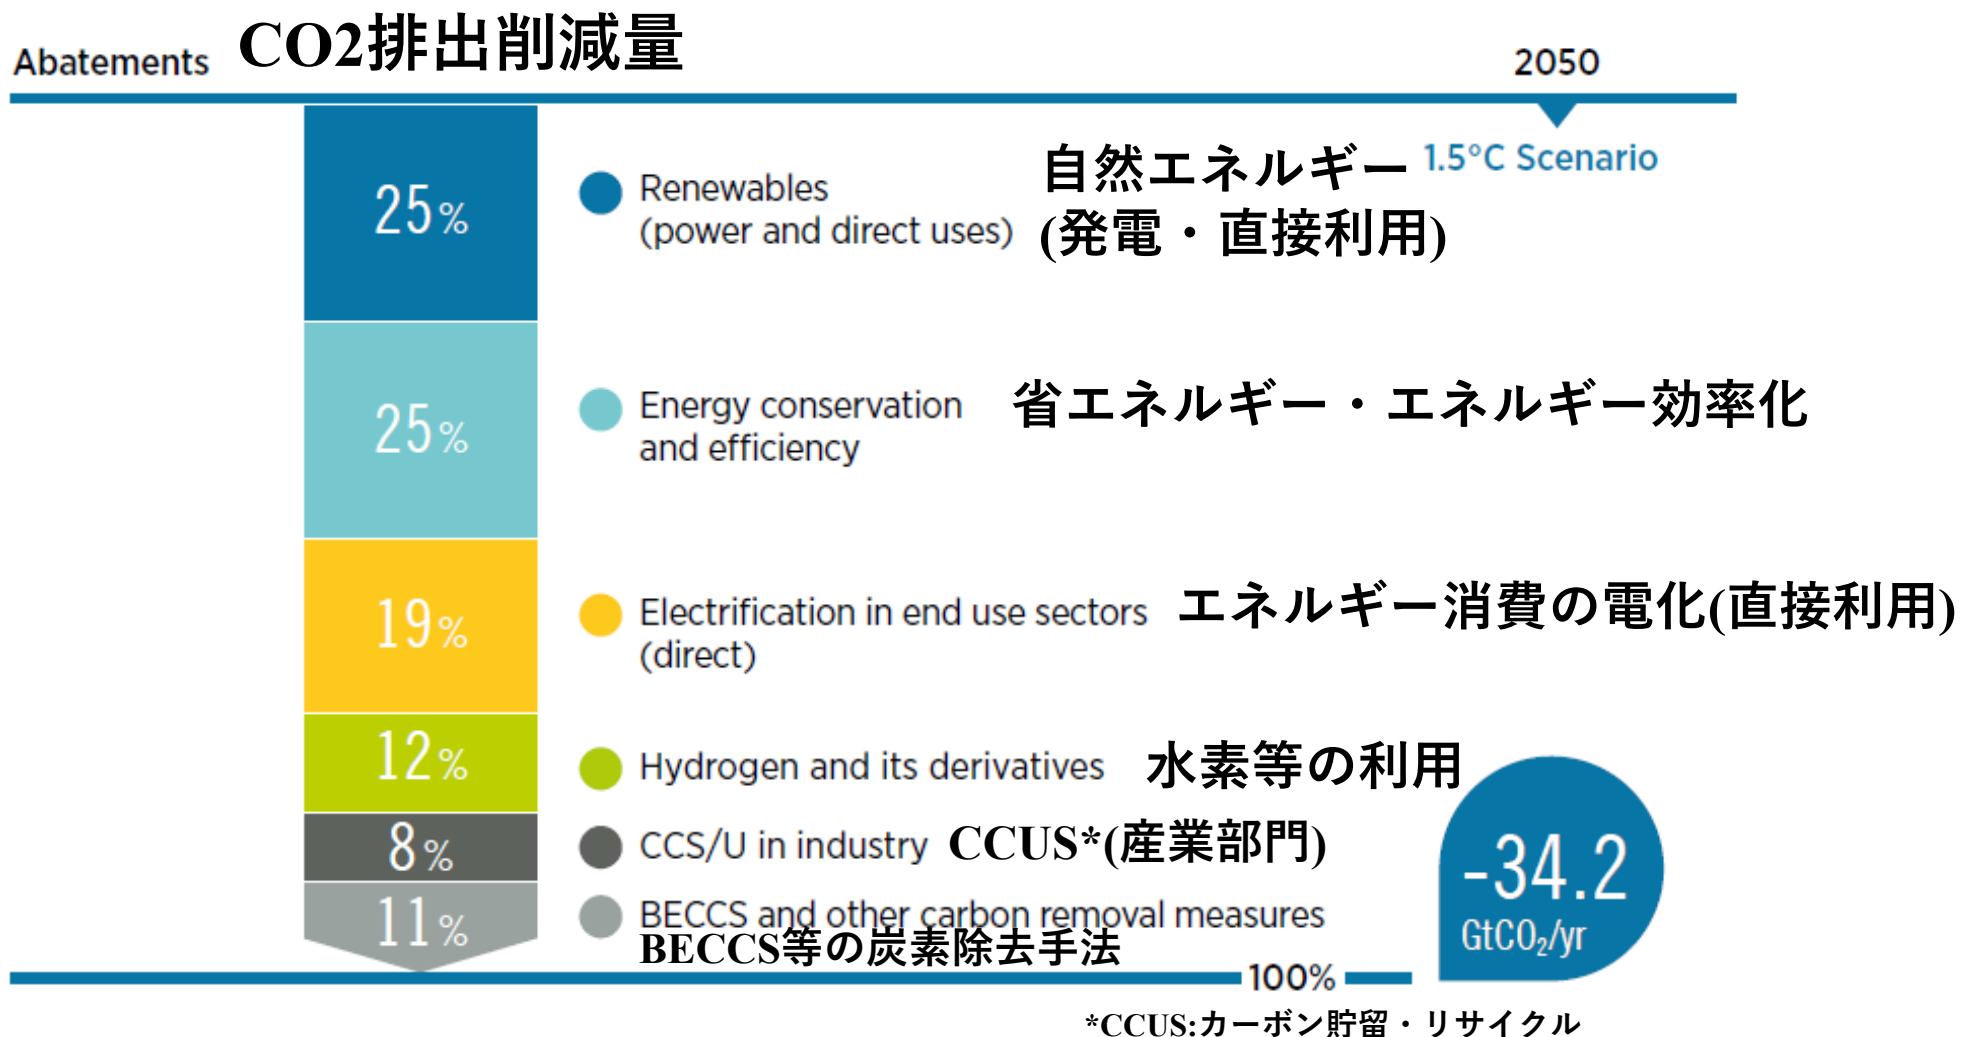 Abatements CO2排出削減量 2050
1.5°C Scenario
25%
Renewables
(power and direct uses)
自然エネルギー
(発電・直接利用)
25%
Energy conservation
and efficiency
省エネルギー・エネルギー効率化
19%
Electrification in end use sectors
(direct)
エネルギー消費の電化(直接利用)
12%
Hydrogen and its derivatives 水素等の利用
8%
CCS/U in industry CCUS*(産業部門)
11%
BECCS and other carbon removal measures
BECCS等の炭素除去手法
-34.2
GtCO₂/yr
100%
*CCUS:カーボン貯留・リサイクル